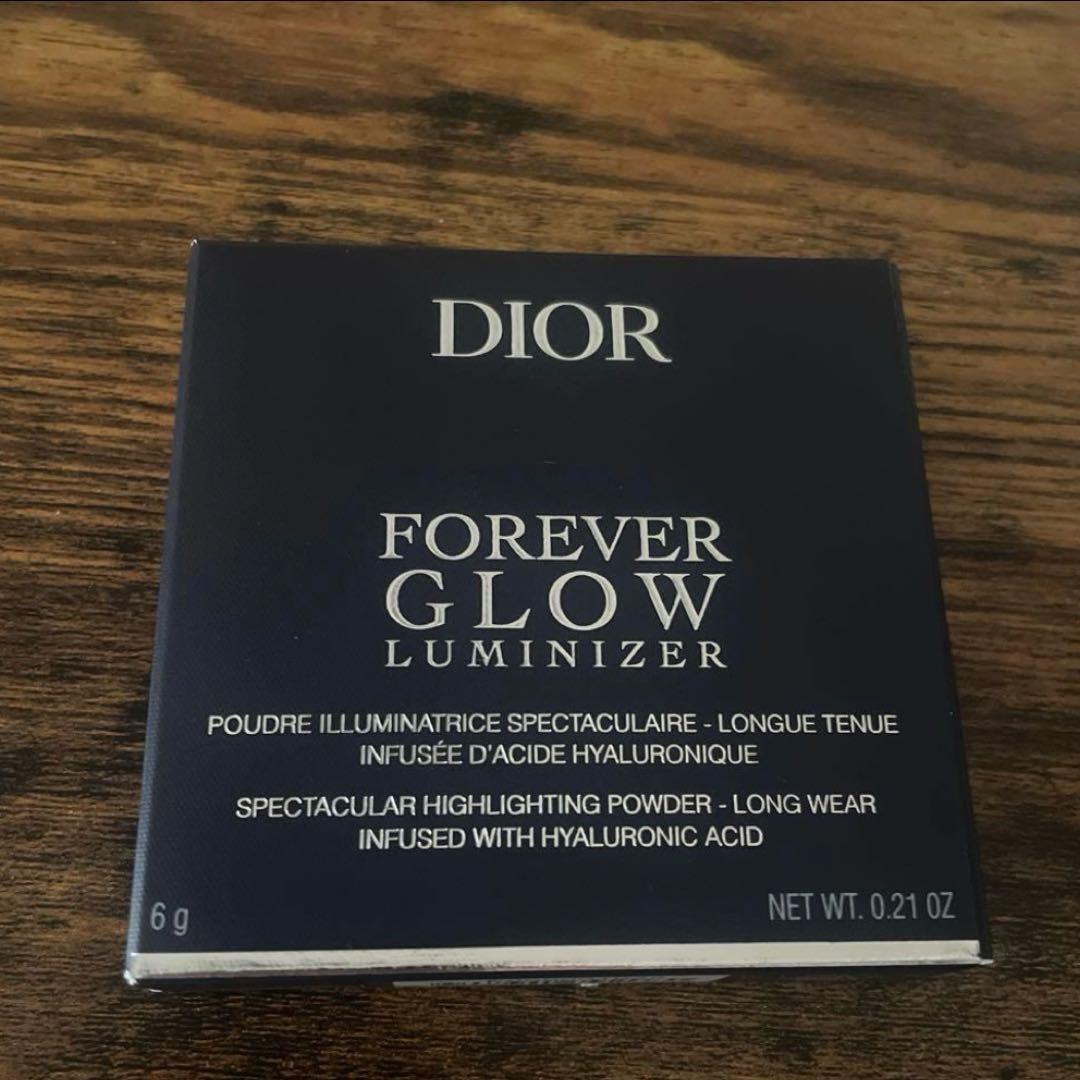 DIOR
FOREVER
GLOW
LUMINIZER
POUDRE ILLUMINATRICE SPECTACULAIRE - LONGUE TENUE
INFUSÉE D'ACIDE HYALURONIQUE
SPECTACULAR HIGHLIGHTING POWDER - LONG WEAR
INFUSED WITH HYALURONIC ACID
6 g
NET WT. 0.21 OZ